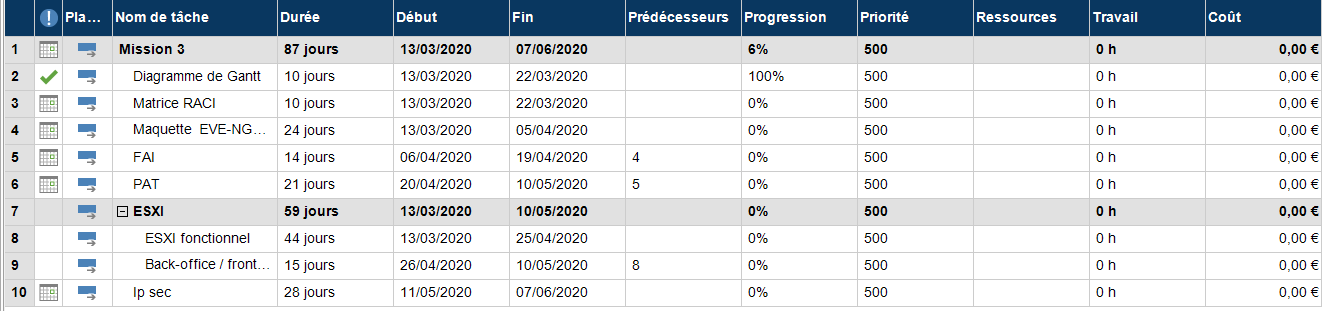 Pla... Nom de tâche Durée Début Fin Prédécesseurs Progression Priorité Ressources Travail Coût
1 Mission 3 87 jours 13/03/2020 07/06/2020 6% 500 0 h 0,00 €
2 Diagramme de Gantt 10 jours 13/03/2020 22/03/2020 100% 500 0 h 0,00 €
3 Matrice RACI 10 jours 13/03/2020 22/03/2020 0% 500 0 h 0,00 €
4 Maquette EVE-NG... 24 jours 13/03/2020 05/04/2020 0% 500 0 h 0,00 €
5 FAI 14 jours 06/04/2020 19/04/2020 4 0% 500 0 h 0,00 €
6 PAT 21 jours 20/04/2020 10/05/2020 5 0% 500 0 h 0,00 €
7 ESXI 59 jours 13/03/2020 10/05/2020 0% 500 0 h 0,00 €
8 ESXI fonctionnel 44 jours 13/03/2020 25/04/2020 0% 500 0 h 0,00 €
9 Back-office / front... 15 jours 26/04/2020 10/05/2020 8 0% 500 0 h 0,00 €
10 Ip sec 28 jours 11/05/2020 07/06/2020 0% 500 0 h 0,00 €